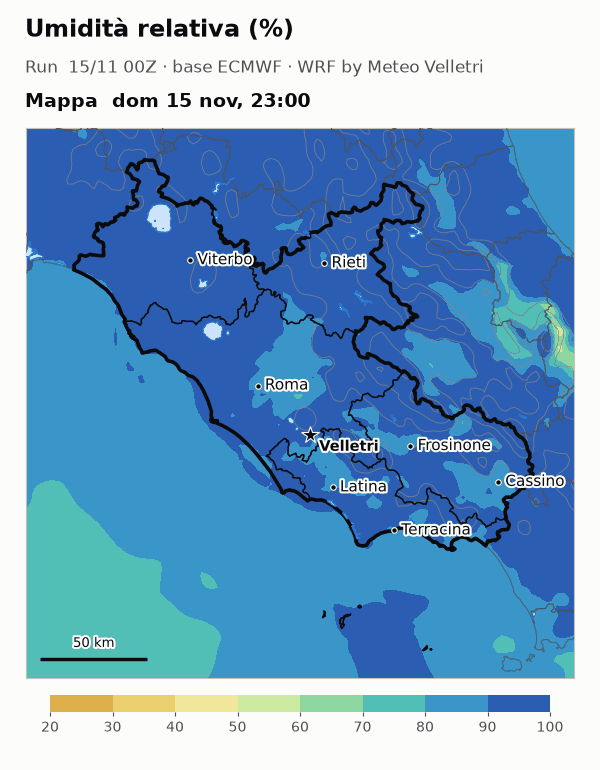 Umidità relativa (%)
Run 15/11 00Z · base ECMWF · WRF by Meteo Velletri
Mappa dom 15 nov, 23:00
Viterbo
Rieti
Roma
Velletri
Frosinone
Cassino
Latina
Terracina
50 km
20 30 40 50 60 70 80 90 100